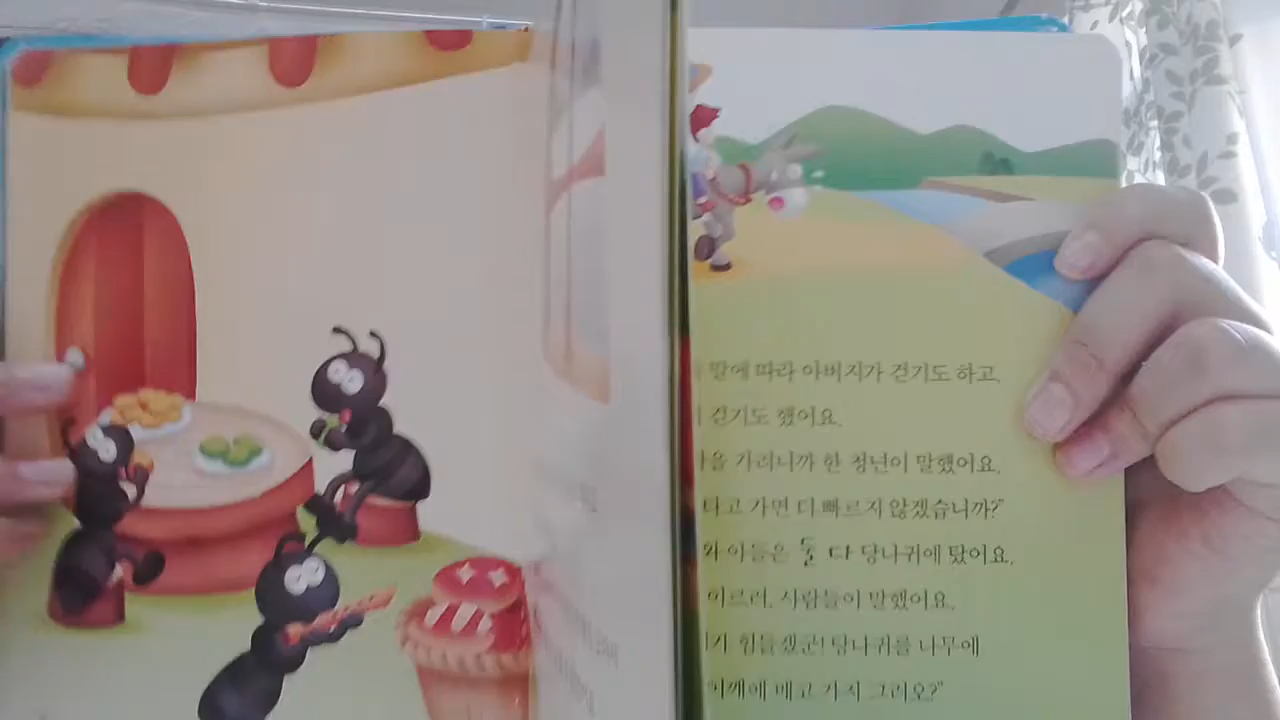 말에 따라 아버지가 걷기도 하고,
걷기도 했어요.
가려니까 한 청년이 말했어요.
타고 가면 더 빠르지 않겠습니까?"
와 아들은 둘 다 당나귀에 탔어요.
이르러, 사람들이 말했어요.
힘들겠군! 당나귀를 나무에
어깨에 메고 가지 그러오?"